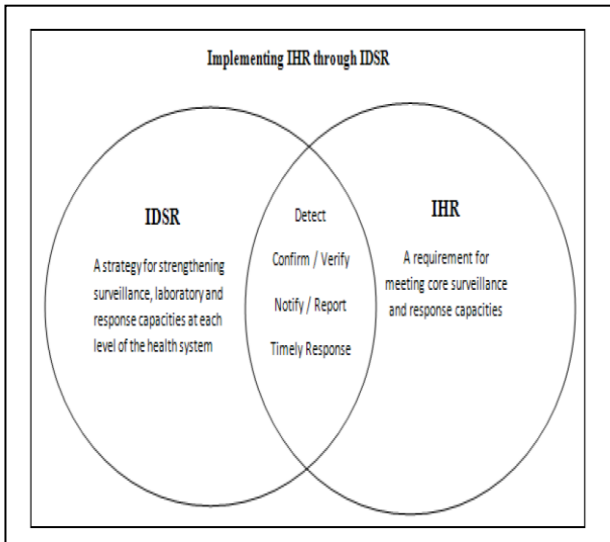 Implementing IHR through IDSR
IDSR
A strategy for strengthening
surveillance, laboratory and
response capacities at each
level of the health system
Detect
Confirm / Verify
Notify / Report
Timely Response
IHR
A requirement for
meeting core surveillance
and response capacities